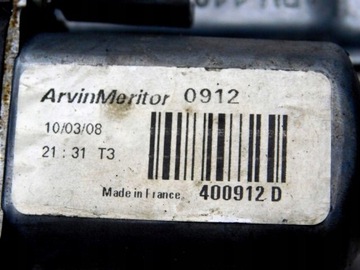 ArvinMeritor 0912
10/03/08
21:31 T3
Made in France 400912 D